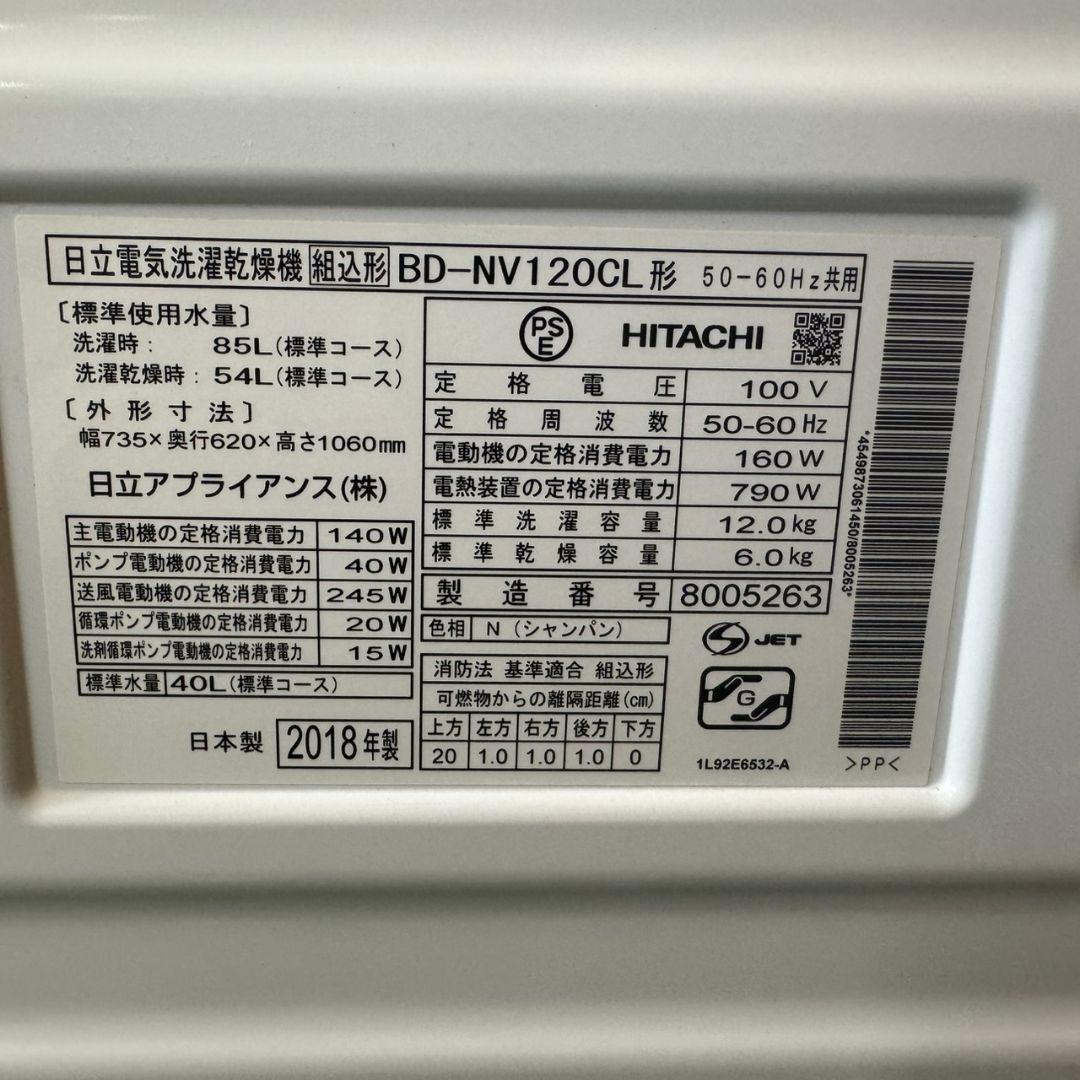 日立電気洗濯乾燥機 組込形 BD-NV120CL形 50-60Hz共用
〔標準使用水量〕
洗濯時: 85L(標準コース)
洗濯乾燥時: 54L(標準コース)
〔外形寸法〕
幅735×奥行620×高さ1060mm
日立アプライアンス(株)
主電動機の定格消費電力 140W
ポンプ電動機の定格消費電力 40W
送風電動機の定格消費電力 245W
循環ポンプ電動機の定格消費電力 20W
洗剤循環ポンプ電動機の定格消費電力 15W
標準水量 40L(標準コース)
日本製 2018年製
PSE HITACHI
定格電圧 100V
定格周波数 50-60Hz
電動機の定格消費電力 160W
電熱装置の定格消費電力 790W
標準洗濯容量 12.0kg
標準乾燥容量 6.0kg
製造番号 8005263
色相 N(シャンパン)
消防法 基準適合 組込形
可燃物からの離隔距離(cm)
上方 左方 右方 後方 下方
20 1.0 1.0 1.0 0
S JET
G
1L92E6532-A
>PP<
*4549873061450/8005263*